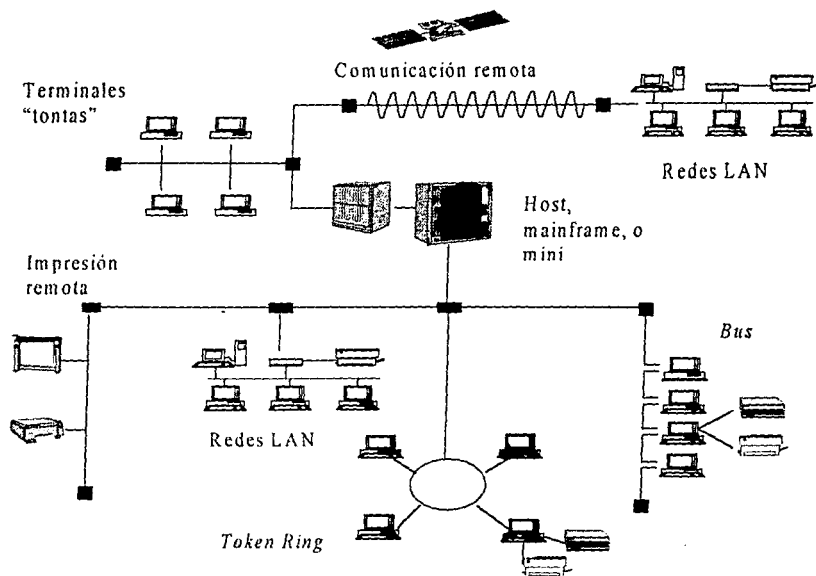 Comunicación remota
Terminales
"tontas"
Redes LAN
Host,
mainframe, o
mini
Impresión
remota
Bus
Redes LAN
Token Ring